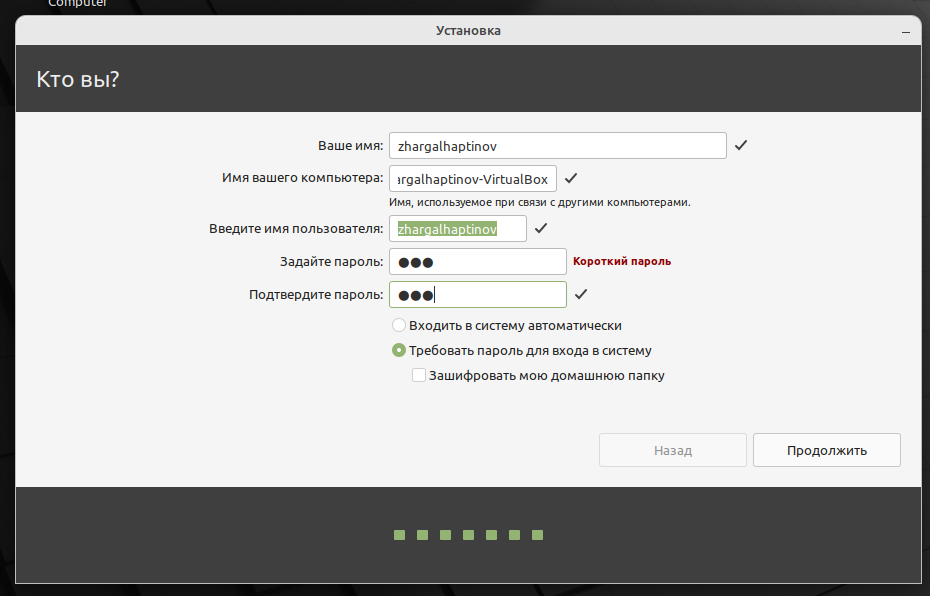 Computer
Установка
Кто вы?
Ваше имя: zhargalhaptinov
Имя вашего компьютера: argalhaptinov-VirtualBox
Имя, используемое при связи с другими компьютерами.
Введите имя пользователя: zhargalhaptinov
Задайте пароль: ●●● Короткий пароль
Подтвердите пароль: ●●●
Входить в систему автоматически
Требовать пароль для входа в систему
Зашифровать мою домашнюю папку
Назад Продолжить